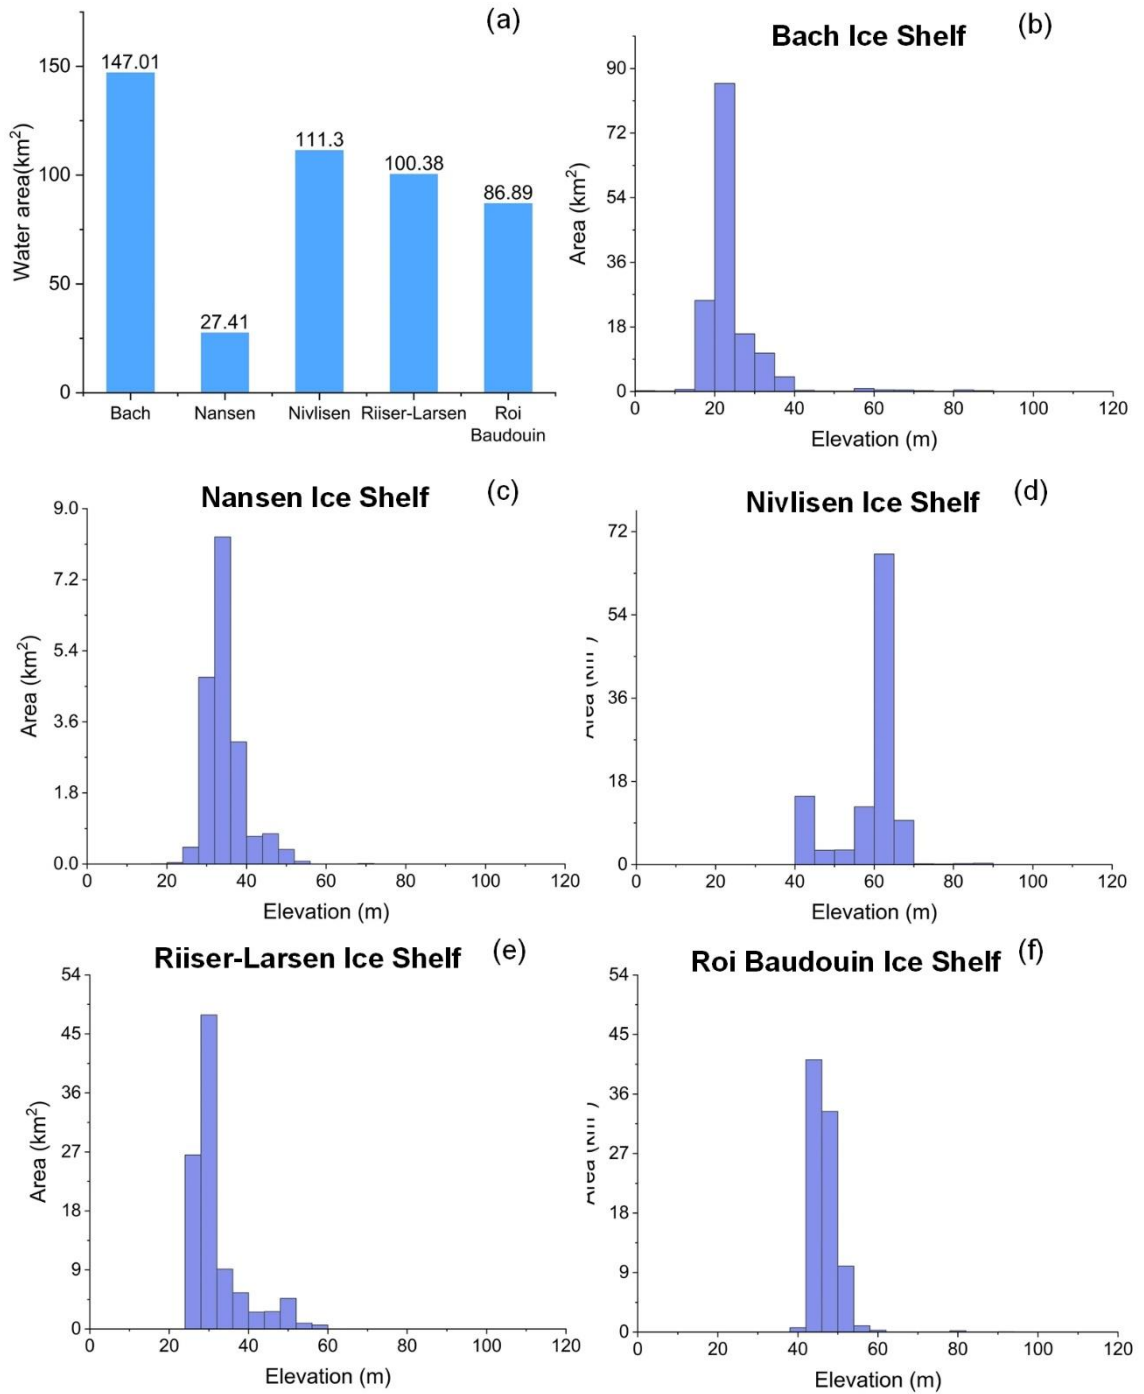 (a)
Water area(km²)
150
100
50
0
147.01
27.41
111.3
100.38
86.89
Bach
Nansen
Nivlisen
Riiser-Larsen
Roi
Baudouin
Bach Ice Shelf
(b)
Area (km²)
90
72
54
36
18
0
0 20 40 60 80 100 120
Elevation (m)
Nansen Ice Shelf
(c)
Area (km²)
9.0
7.2
5.4
3.6
1.8
0.0
0 20 40 60 80 100 120
Elevation (m)
Nivlisen Ice Shelf
(d)
72
54
36
18
0
0 20 40 60 80 100 120
Elevation (m)
Riiser-Larsen Ice Shelf
(e)
Area (km²)
54
45
36
27
18
9
0
0 20 40 60 80 100 120
Elevation (m)
Roi Baudouin Ice Shelf
(f)
54
45
36
27
18
9
0
0 20 40 60 80 100 120
Elevation (m)